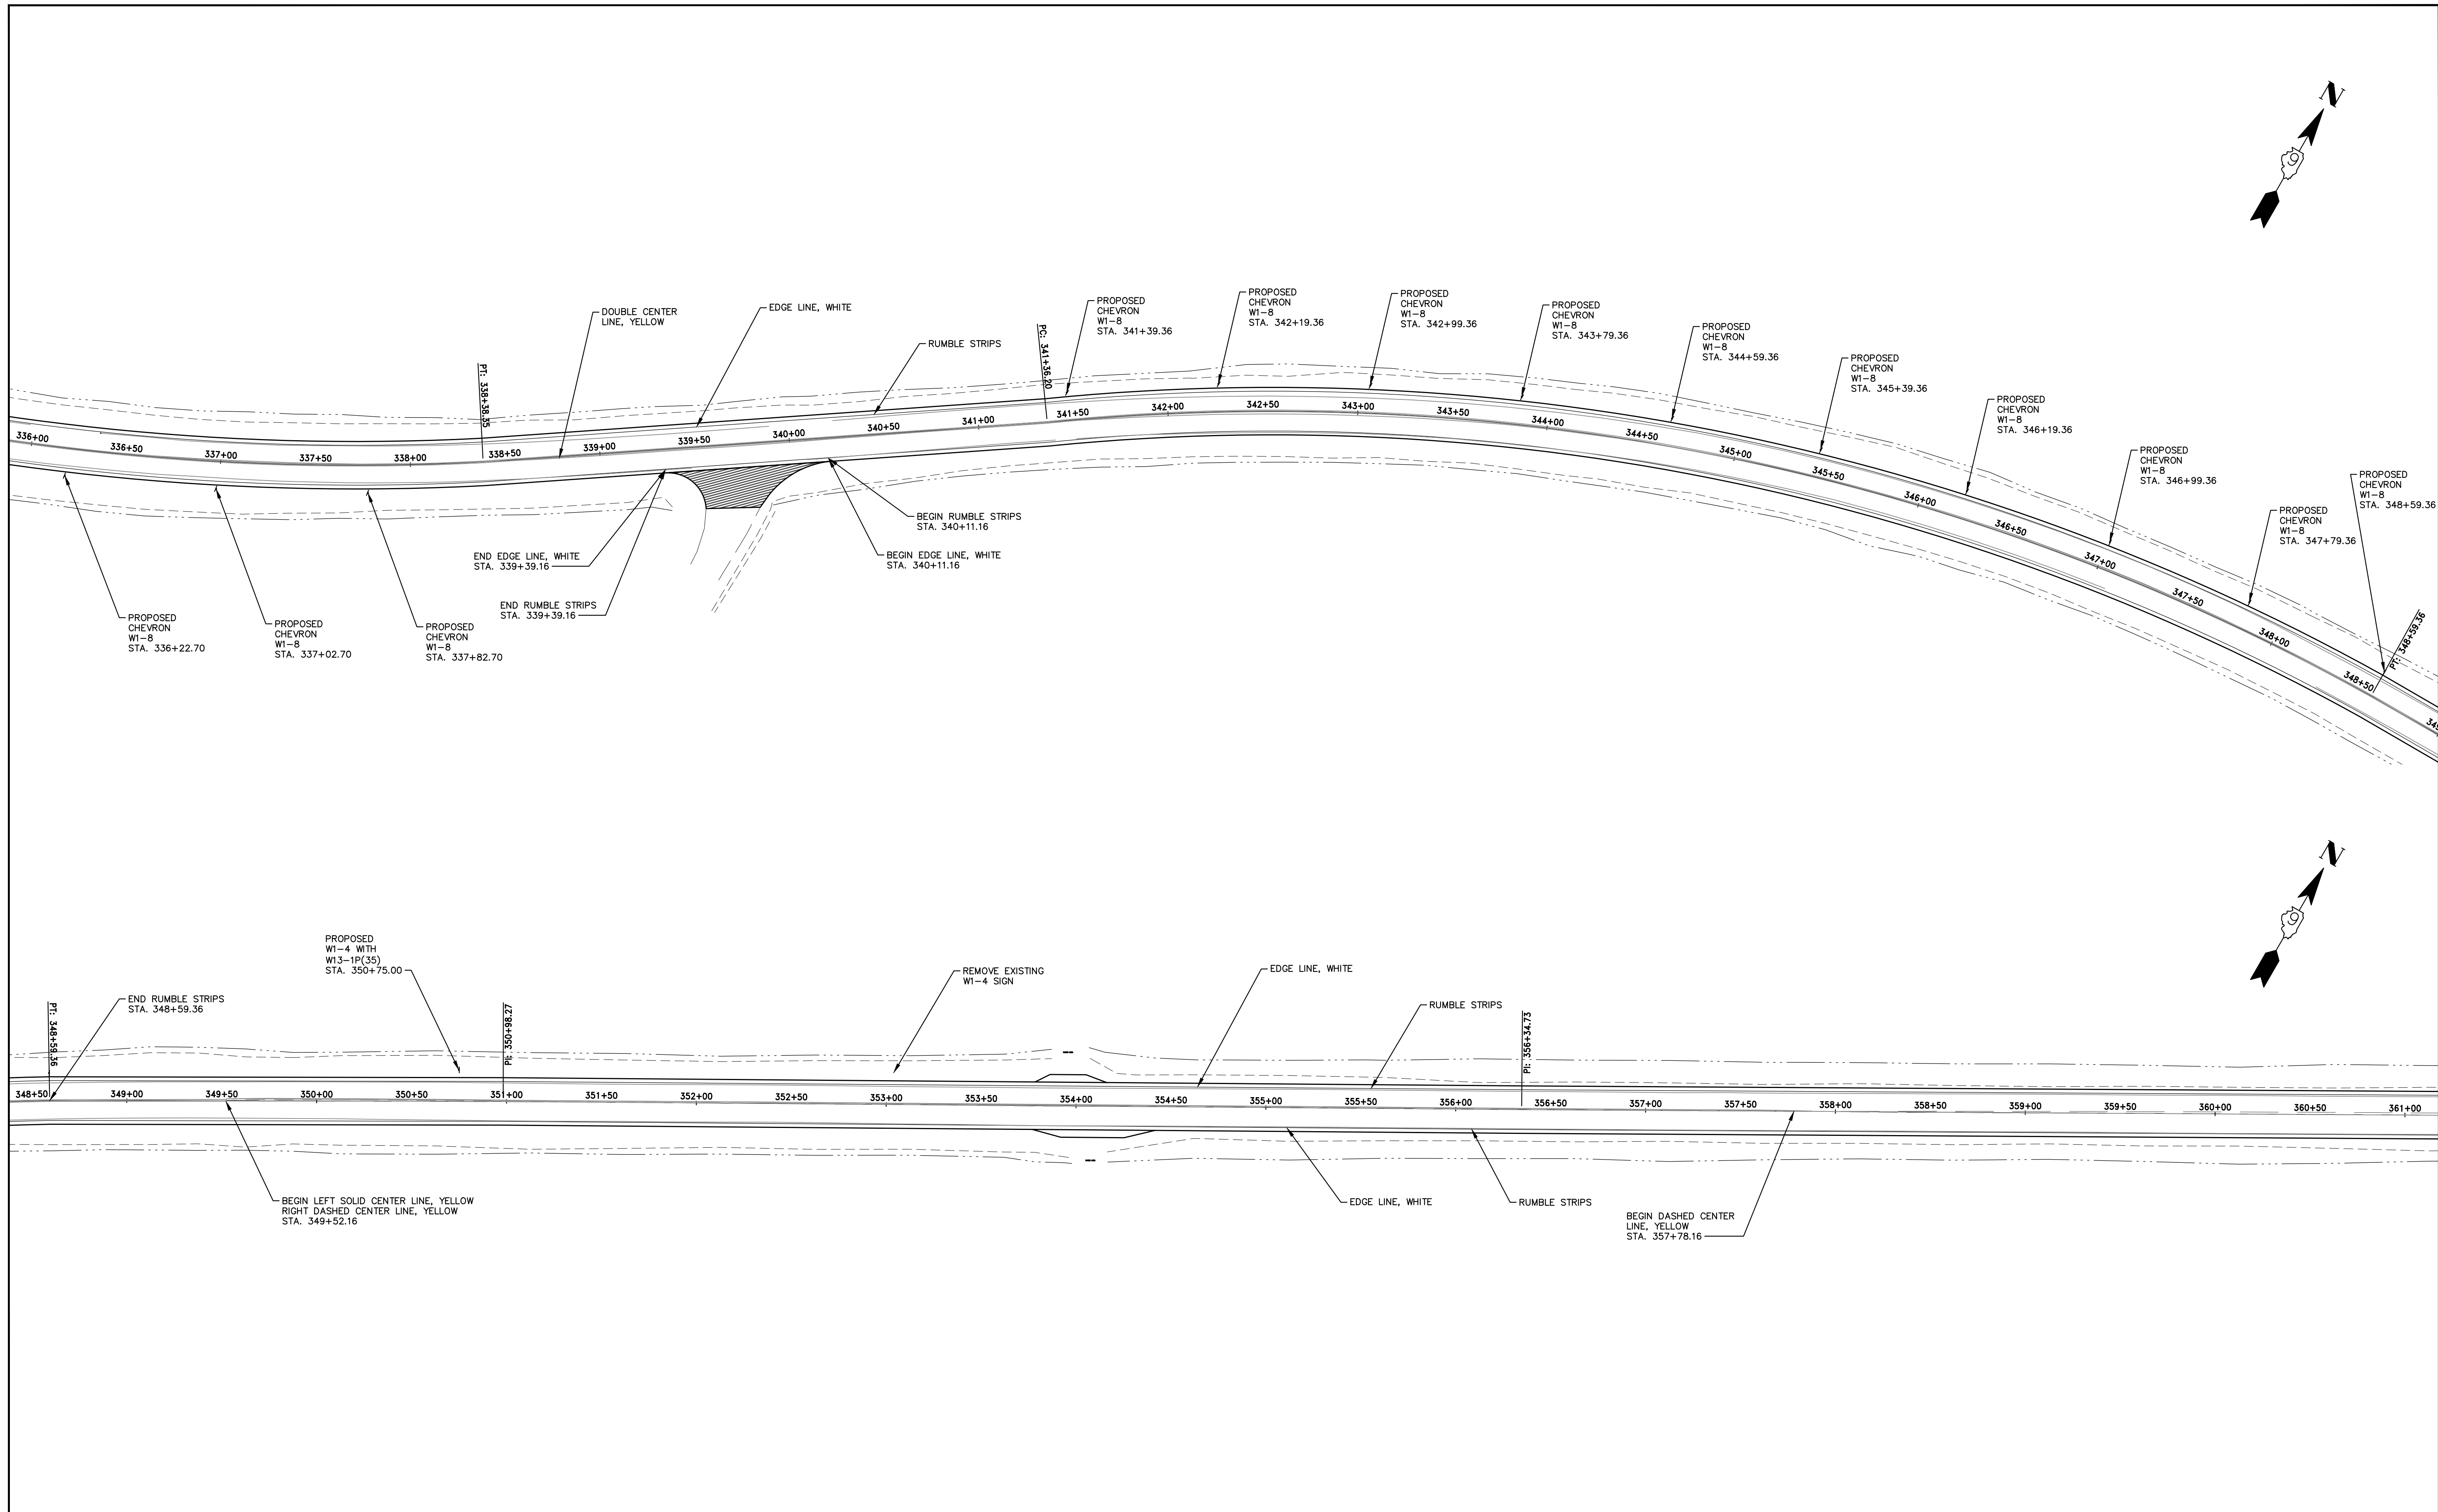 N
9
DOUBLE CENTER
LINE, YELLOW
EDGE LINE, WHITE
RUMBLE STRIPS
PROPOSED
CHEVRON
W1-8
STA. 341+39.36
PROPOSED
CHEVRON
W1-8
STA. 342+19.36
PROPOSED
CHEVRON
W1-8
STA. 342+99.36
PROPOSED
CHEVRON
W1-8
STA. 343+79.36
PROPOSED
CHEVRON
W1-8
STA. 344+59.36
PROPOSED
CHEVRON
W1-8
STA. 345+39.36
PROPOSED
CHEVRON
W1-8
STA. 346+19.36
PROPOSED
CHEVRON
W1-8
STA. 346+99.36
PROPOSED
CHEVRON
W1-8
STA. 347+79.36
PROPOSED
CHEVRON
W1-8
STA. 348+59.36
PT: 338+38.35
PC: 341+36.20
PT: 348+59.36
336+00
336+50
337+00
337+50
338+00
338+50
339+00
339+50
340+00
340+50
341+00
341+50
342+00
342+50
343+00
343+50
344+00
344+50
345+00
345+50
346+00
346+50
347+00
347+50
348+00
348+50
BEGIN RUMBLE STRIPS
STA. 340+11.16
BEGIN EDGE LINE, WHITE
STA. 340+11.16
END EDGE LINE, WHITE
STA. 339+39.16
END RUMBLE STRIPS
STA. 339+39.16
PROPOSED
CHEVRON
W1-8
STA. 336+22.70
PROPOSED
CHEVRON
W1-8
STA. 337+02.70
PROPOSED
CHEVRON
W1-8
STA. 337+82.70
N
9
PROPOSED
W1-4 WITH
W13-1P(35)
STA. 350+75.00
END RUMBLE STRIPS
STA. 348+59.36
REMOVE EXISTING
W1-4 SIGN
EDGE LINE, WHITE
RUMBLE STRIPS
PT: 348+59.36
PI: 350+98.27
PI: 356+34.73
348+50
349+00
349+50
350+00
350+50
351+00
351+50
352+00
352+50
353+00
353+50
354+00
354+50
355+00
355+50
356+00
356+50
357+00
357+50
358+00
358+50
359+00
359+50
360+00
360+50
361+00
BEGIN LEFT SOLID CENTER LINE, YELLOW
RIGHT DASHED CENTER LINE, YELLOW
STA. 349+52.16
EDGE LINE, WHITE
RUMBLE STRIPS
BEGIN DASHED CENTER
LINE, YELLOW
STA. 357+78.16